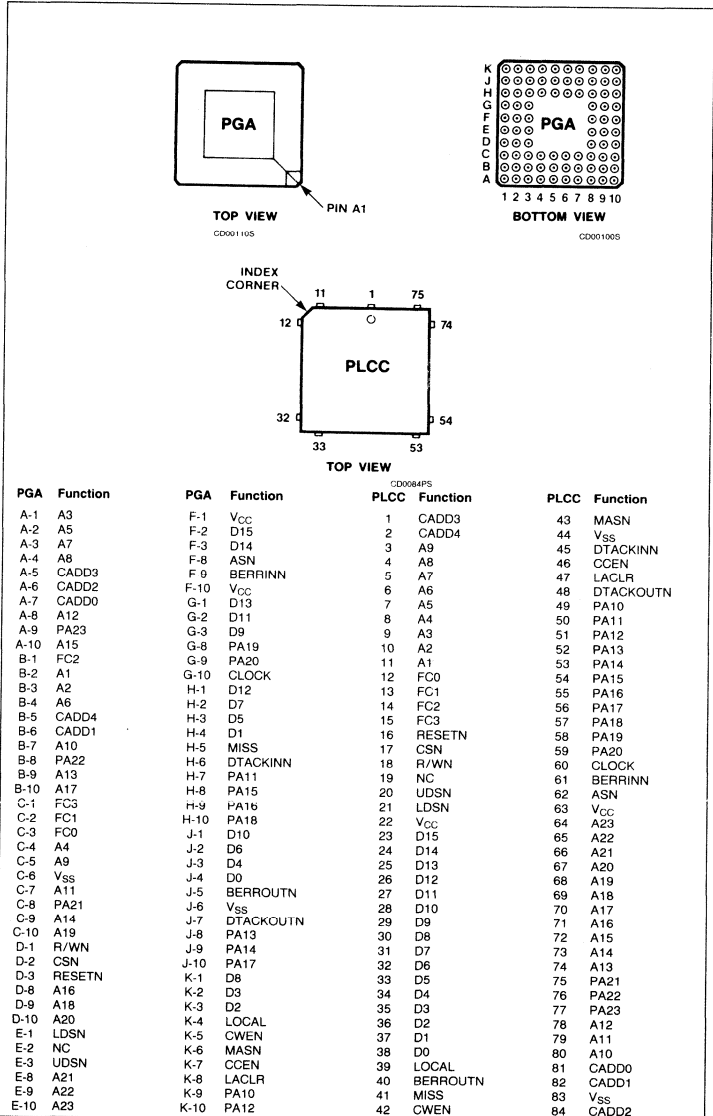 PGA
TOP VIEW
CD00110S
PIN A1
K
J
H
G
F
E
D
C
B
A
PGA
1 2 3 4 5 6 7 8 9 10
BOTTOM VIEW
CD00100S
INDEX
CORNER
11 1 75
12 74
PLCC
32 54
33 53
TOP VIEW
CD0084PS
PGA Function
A-1 A3
A-2 A5
A-3 A7
A-4 A8
A-5 CADD3
A-6 CADD2
A-7 CADD0
A-8 A12
A-9 PA23
A-10 A15
B-1 FC2
B-2 A1
B-3 A2
B-4 A6
B-5 CADD4
B-6 CADD1
B-7 A10
B-8 PA22
B-9 A13
B-10 A17
C-1 FC3
C-2 FC1
C-3 FC0
C-4 A4
C-5 A9
C-6 VSS
C-7 A11
C-8 PA21
C-9 A14
C-10 A19
D-1 R/WN
D-2 CSN
D-3 RESETN
D-8 A16
D-9 A18
D-10 A20
E-1 LDSN
E-2 NC
E-3 UDSN
E-8 A21
E-9 A22
E-10 A23
PGA Function
F-1 VCC
F-2 D15
F-3 D14
F-8 ASN
F 9 BERRINN
F-10 VCC
G-1 D13
G-2 D11
G-3 D9
G-8 PA19
G-9 PA20
G-10 CLOCK
H-1 D12
H-2 D7
H-3 D5
H-4 D1
H-5 MISS
H-6 DTACKINN
H-7 PA11
H-8 PA15
H-9 PA16
H-10 PA18
J-1 D10
J-2 D6
J-3 D4
J-4 D0
J-5 BERROUTN
J-6 VSS
J-7 DTACKOUTN
J-8 PA13
J-9 PA14
J-10 PA17
K-1 D8
K-2 D3
K-3 D2
K-4 LOCAL
K-5 CWEN
K-6 MASN
K-7 CCEN
K-8 LACLR
K-9 PA10
K-10 PA12
PLCC Function
1 CADD3
2 CADD4
3 A9
4 A8
5 A7
6 A6
7 A5
8 A4
9 A3
10 A2
11 A1
12 FC0
13 FC1
14 FC2
15 FC3
16 RESETN
17 CSN
18 R/WN
19 NC
20 UDSN
21 LDSN
22 VCC
23 D15
24 D14
25 D13
26 D12
27 D11
28 D10
29 D9
30 D8
31 D7
32 D6
33 D5
34 D4
35 D3
36 D2
37 D1
38 D0
39 LOCAL
40 BERROUTN
41 MISS
42 CWEN
PLCC Function
43 MASN
44 VSS
45 DTACKINN
46 CCEN
47 LACLR
48 DTACKOUTN
49 PA10
50 PA11
51 PA12
52 PA13
53 PA14
54 PA15
55 PA16
56 PA17
57 PA18
58 PA19
59 PA20
60 CLOCK
61 BERRINN
62 ASN
63 VCC
64 A23
65 A22
66 A21
67 A20
68 A19
69 A18
70 A17
71 A16
72 A15
73 A14
74 A13
75 PA21
76 PA22
77 PA23
78 A12
79 A11
80 A10
81 CADD0
82 CADD1
83 VSS
84 CADD2